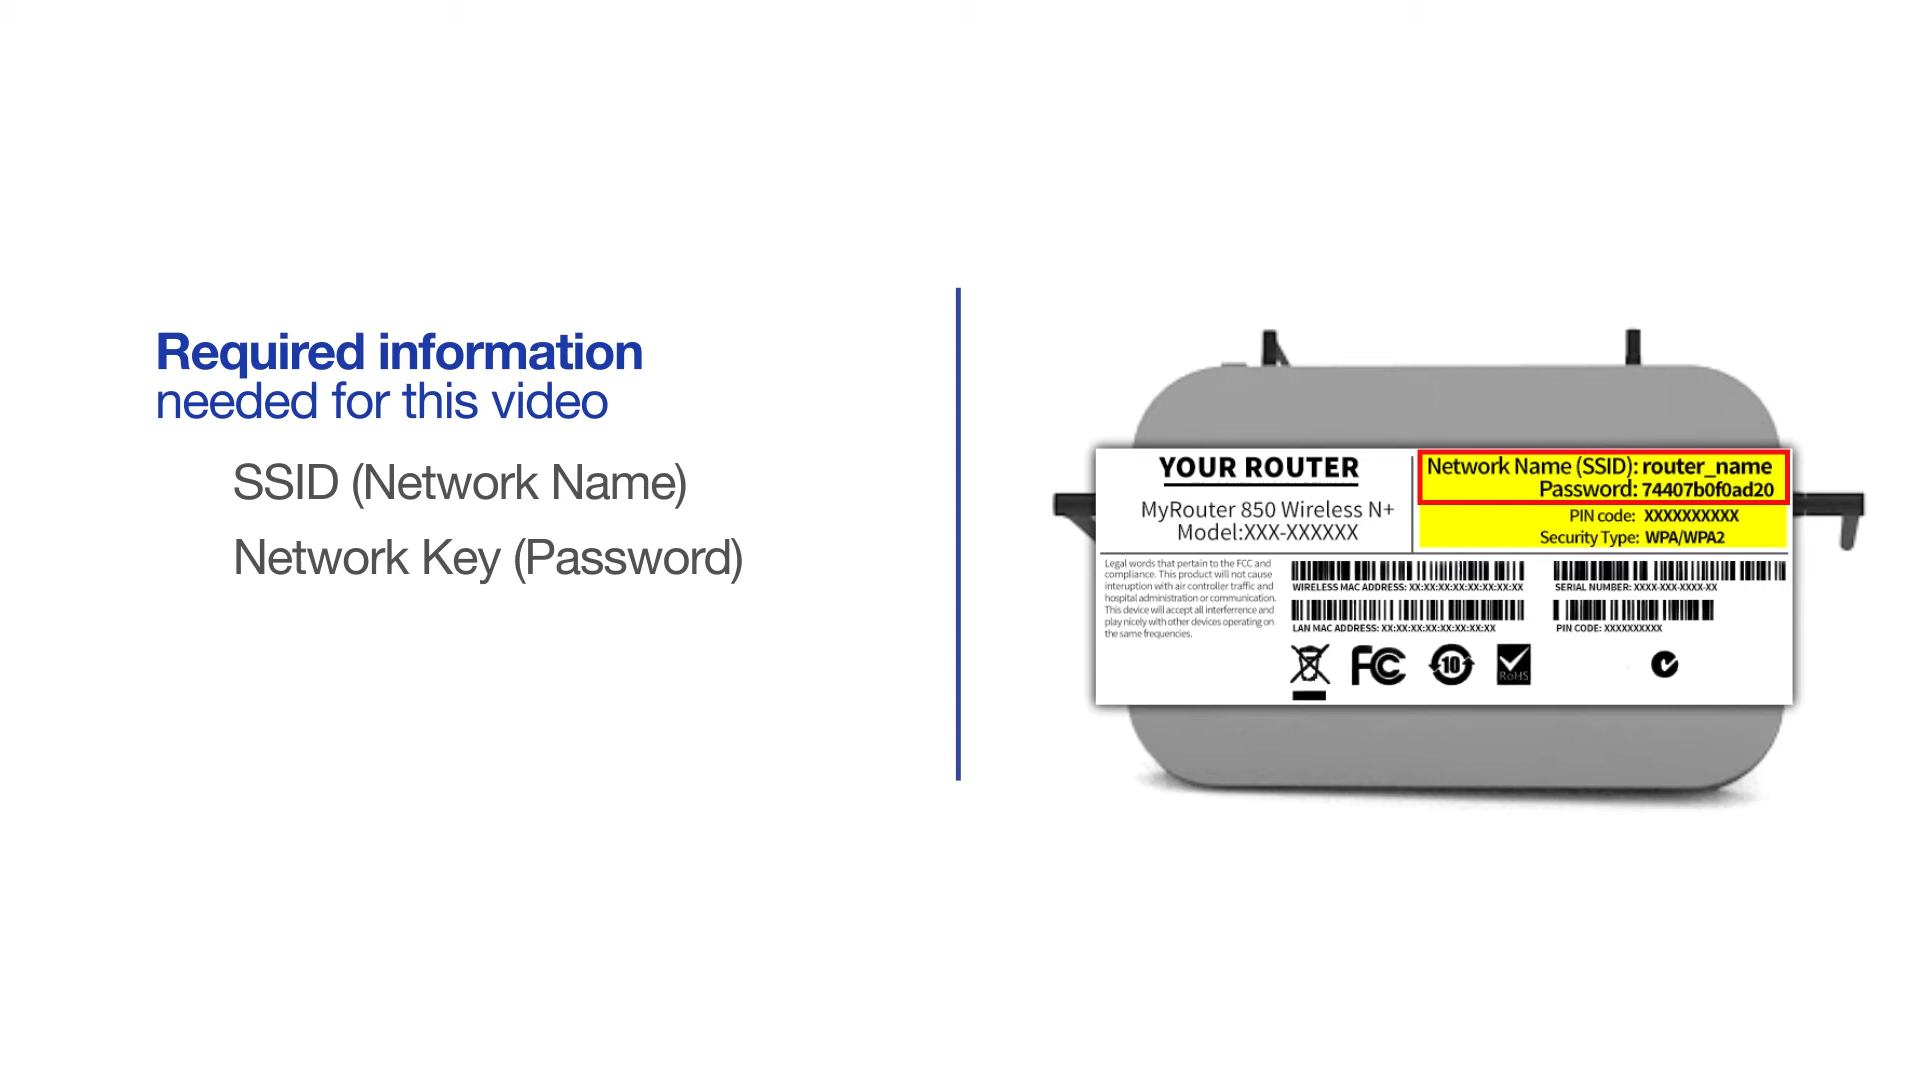 Required information
needed for this video
SSID (Network Name)
Network Key (Password)
YOUR ROUTER
MyRouter 850 Wireless N+
Model:XXX-XXXXXX
Network Name (SSID): router_name
Password: 74407b0f0ad20
PIN code: XXXXXXXXXX
Security Type: WPA/WPA2
Legal words that pertain to the FCC and
compliance. This product will not cause
interuption with air controller traffic and
hospital administration or communication.
This device will accept all interferrence and
play nicely with other devices operating on
the same frequencies.
WIRELESS MAC ADDRESS: XX:XX:XX:XX:XX:XX:XX:XX
LAN MAC ADDRESS: XX:XX:XX:XX:XX:XX:XX:XX
SERIAL NUMBER: XXXX-XXX-XXXX-XX
PIN CODE: XXXXXXXXXX
FC
10
RoHS